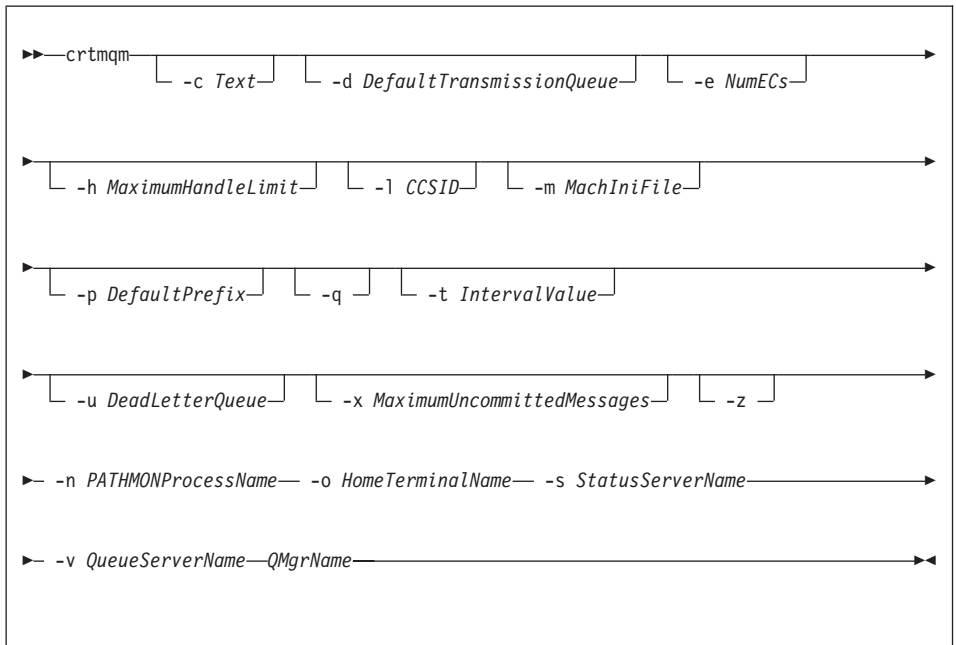 crtmqm
-c Text -d DefaultTransmissionQueue -e NumECs
-h MaximumHandleLimit -l CCSID -m MachIniFile
-p DefaultPrefix -q -t IntervalValue
-u DeadLetterQueue -x MaximumUncommittedMessages -z
-n PATHMONProcessName -o HomeTerminalName -s StatusServerName
-v QueueServerName QMgrName